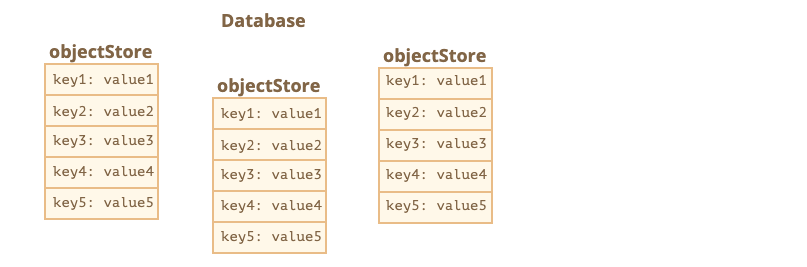 Database
objectStore
key1: value1
key2: value2
key3: value3
key4: value4
key5: value5
objectStore
key1: value1
key2: value2
key3: value3
key4: value4
key5: value5
objectStore
key1: value1
key2: value2
key3: value3
key4: value4
key5: value5